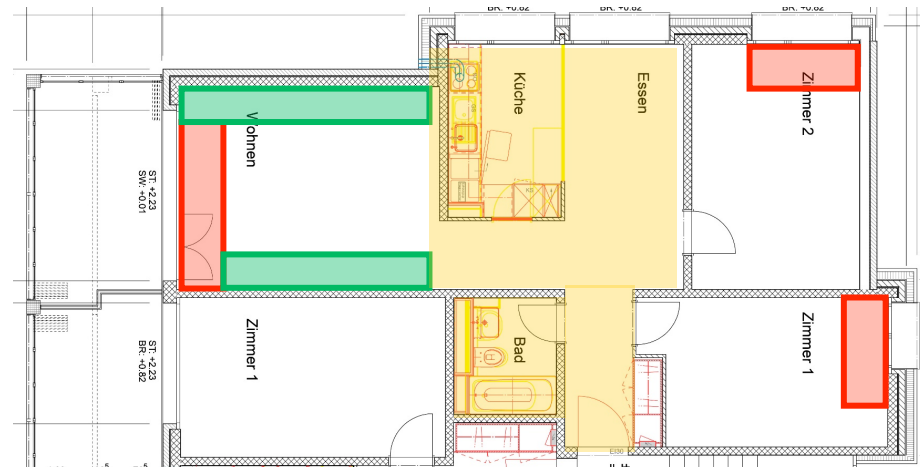 BR: +0.82
BR: +0.82
BR: +0.82
Küche
Essen
Zimmer 2
Wohnen
ST: +2.23
SW: +0.01
KS
Zimmer 1
Bad
Zimmer 1
ST: +2.23
BR: +0.82
EI30